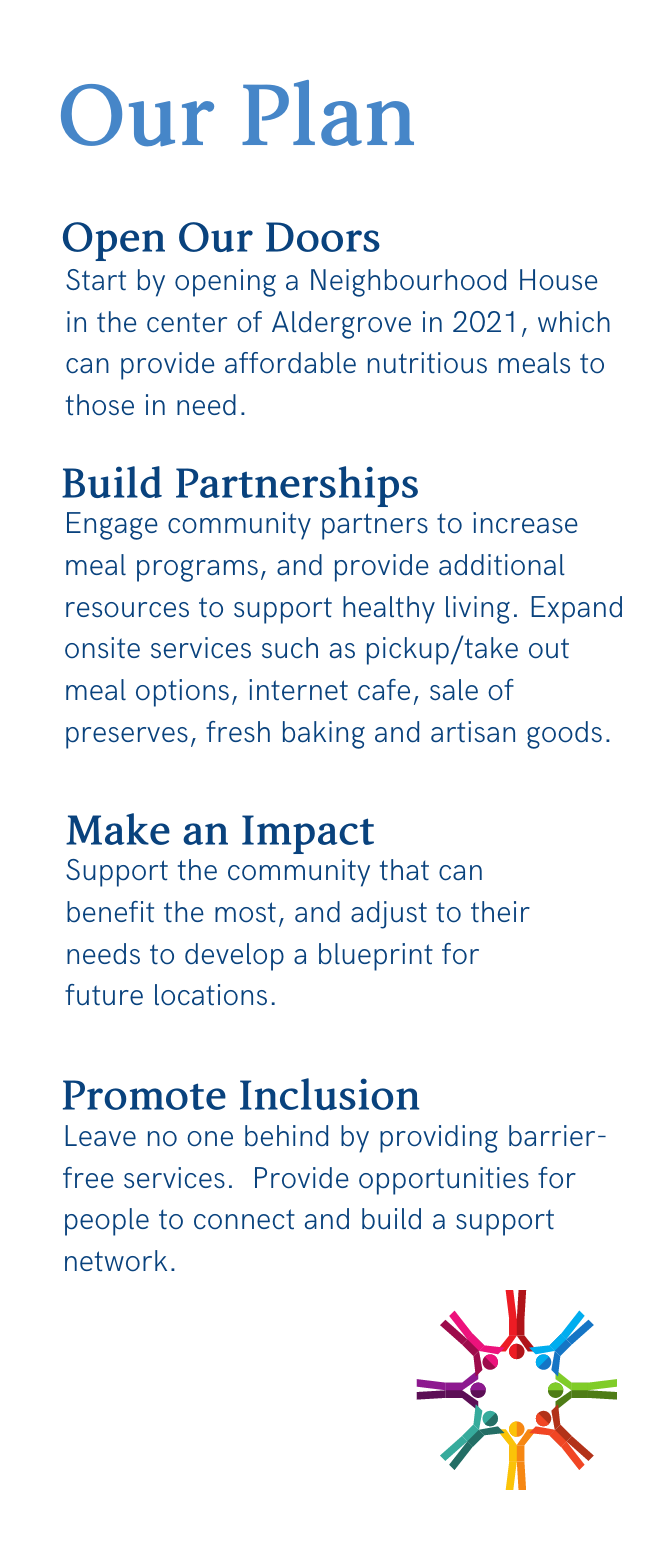 Our Plan
Open Our Doors
Start by opening a Neighbourhood House
in the center of Aldergrove in 2021, which
can provide affordable nutritious meals to
those in need.
Build Partnerships
Engage community partners to increase
meal programs, and provide additional
resources to support healthy living. Expand
onsite services such as pickup/take out
meal options, internet cafe, sale of
preserves, fresh baking and artisan goods.
Make an Impact
Support the community that can
benefit the most, and adjust to their
needs to develop a blueprint for
future locations.
Promote Inclusion
Leave no one behind by providing barrier-
free services.  Provide opportunities for
people to connect and build a support
network.